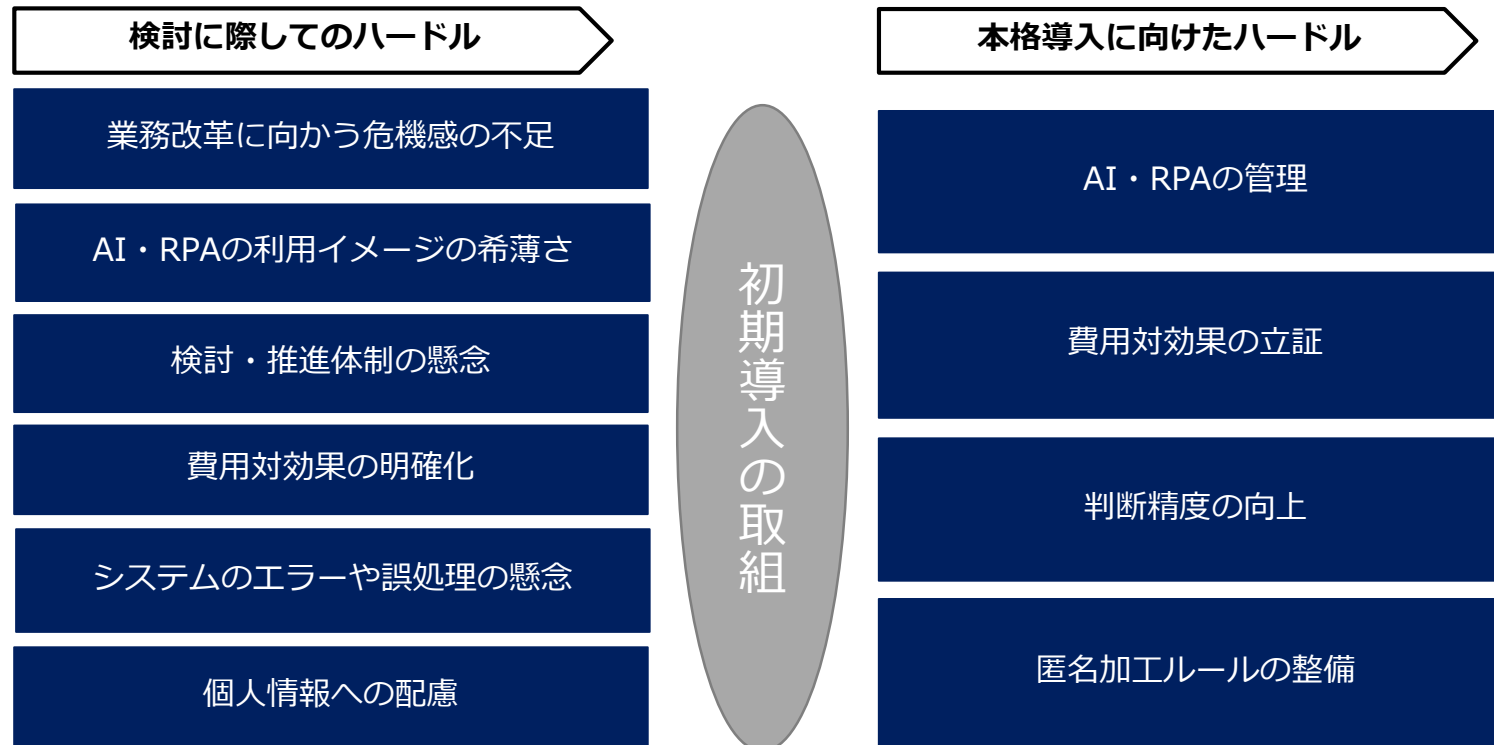 検討に際してのハードル
業務改革に向かう危機感の不足
AI・RPAの利用イメージの希薄さ
検討・推進体制の懸念
費用対効果の明確化
システムのエラーや誤処理の懸念
個人情報への配慮
初期導入の取組
本格導入に向けたハードル
AI・RPAの管理
費用対効果の立証
判断精度の向上
匿名加工ルールの整備